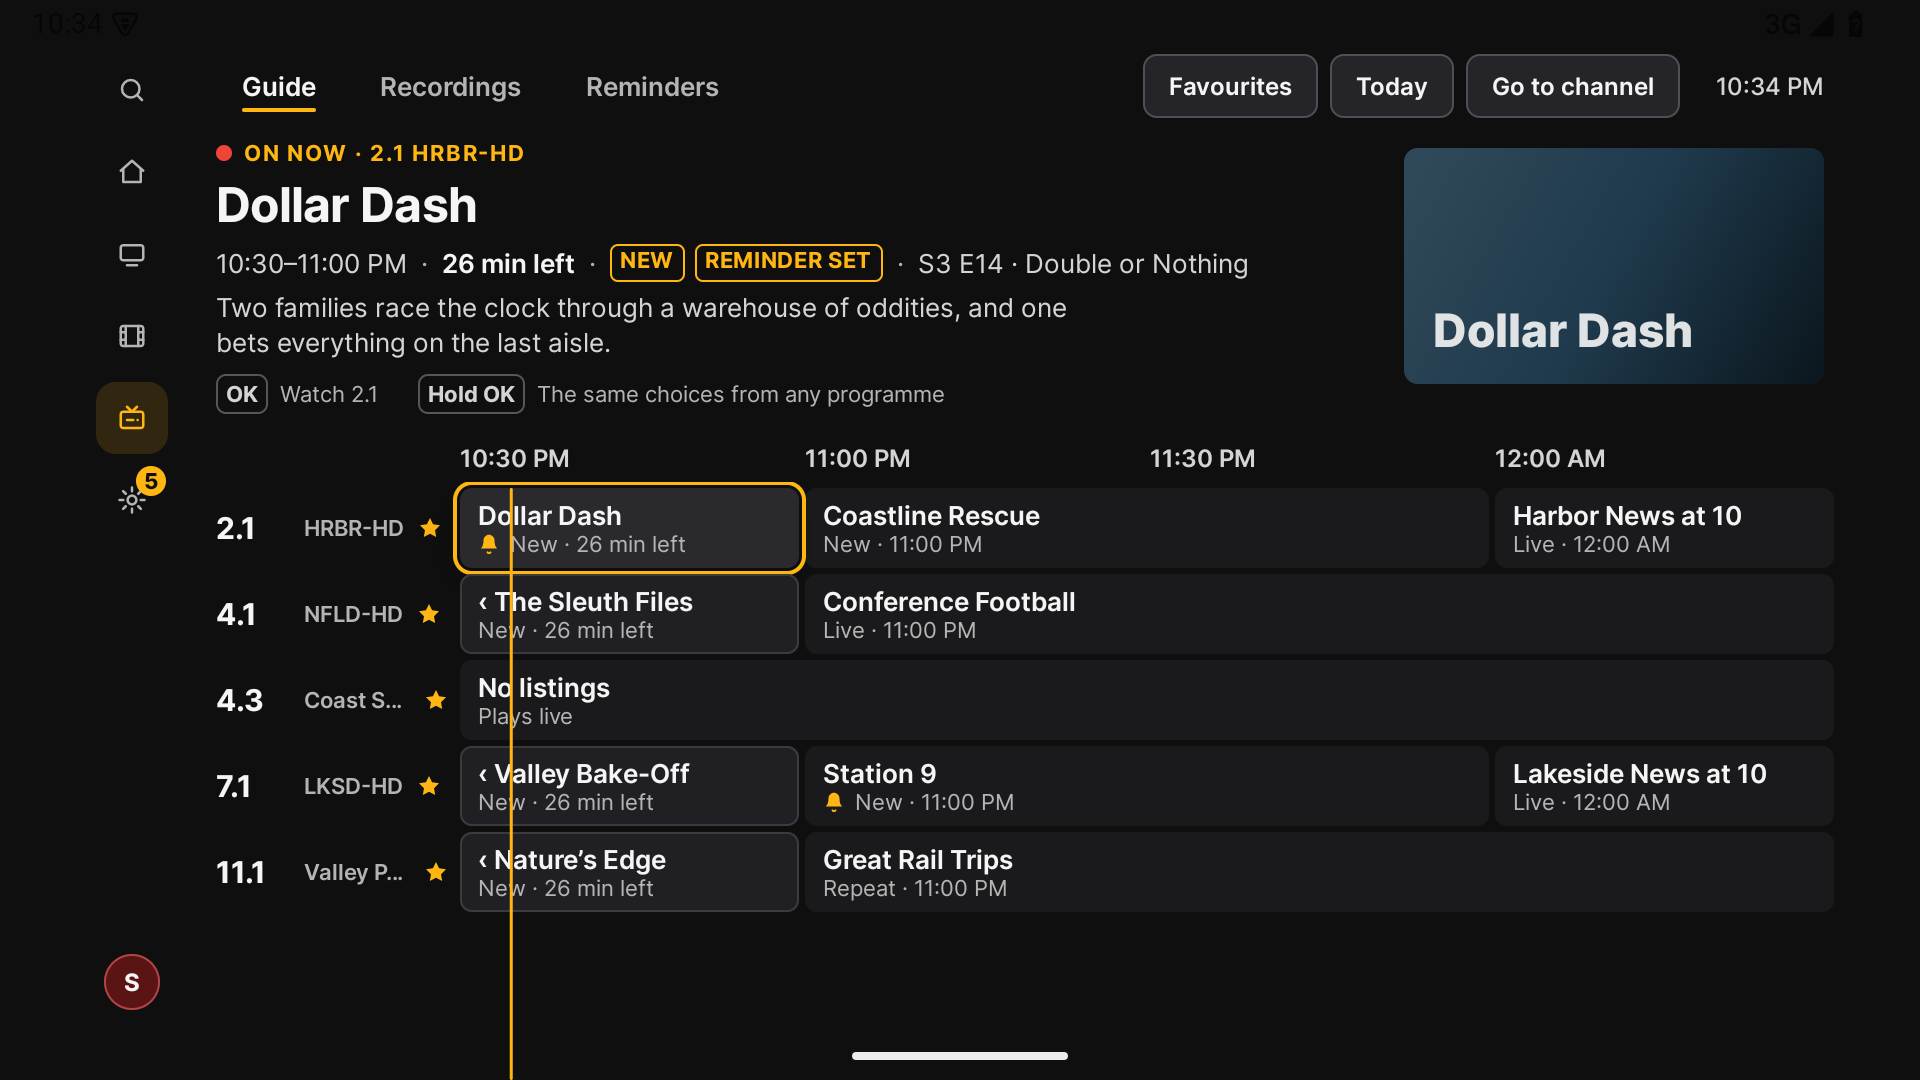 10:34
3G
Guide
Recordings
Reminders
Favourites
Today
Go to channel
10:34 PM
ON NOW · 2.1 HRBR-HD
Dollar Dash
10:30–11:00 PM · 26 min left · NEW REMINDER SET · S3 E14 · Double or Nothing
Two families race the clock through a warehouse of oddities, and one
bets everything on the last aisle.
OK Watch 2.1 Hold OK The same choices from any programme
Dollar Dash
5
10:30 PM
11:00 PM
11:30 PM
12:00 AM
2.1 HRBR-HD
Dollar Dash
New · 26 min left
Coastline Rescue
New · 11:00 PM
Harbor News at 10
Live · 12:00 AM
4.1 NFLD-HD
‹ The Sleuth Files
New · 26 min left
Conference Football
Live · 11:00 PM
4.3 Coast S...
No listings
Plays live
7.1 LKSD-HD
‹ Valley Bake-Off
New · 26 min left
Station 9
New · 11:00 PM
Lakeside News at 10
Live · 12:00 AM
11.1 Valley P...
‹ Nature’s Edge
New · 26 min left
Great Rail Trips
Repeat · 11:00 PM
S